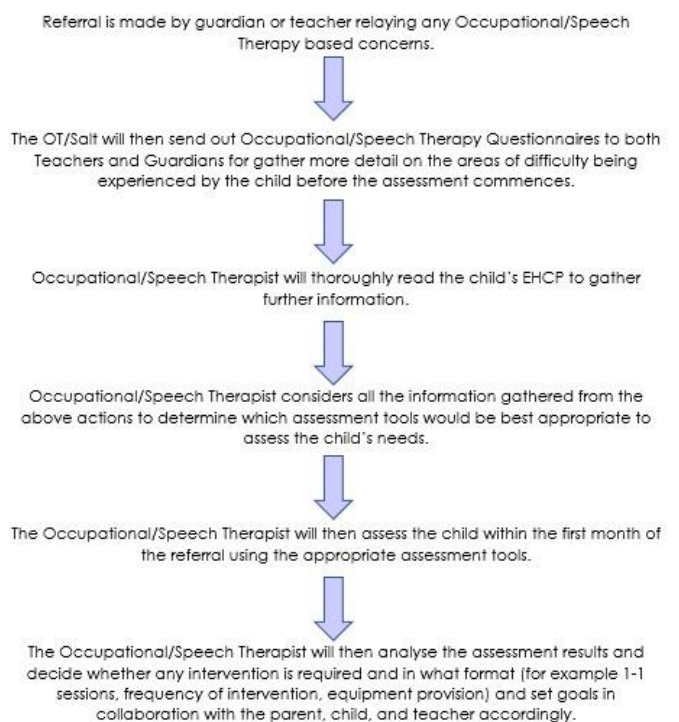 Referral is made by guardian or teacher relaying any Occupational/Speech
Therapy based concerns.
The OT/Salt will then send out Occupational/Speech Therapy Questionnaires to both
Teachers and Guardians for gather more detail on the areas of difficulty being
experienced by the child before the assessment commences.
Occupational/Speech Therapist will thoroughly read the child's EHCP to gather
further information.
Occupational/Speech Therapist considers all the information gathered from the
above actions to determine which assessment tools would be best appropriate to
assess the child's needs.
The Occupational/Speech Therapist will then assess the child within the first month of
the referral using the appropriate assessment tools.
The Occupational/Speech Therapist will then analyse the assessment results and
decide whether any intervention is required and in what format (for example 1-1
sessions, frequency of intervention, equipment provision) and set goals in
collaboration with the parent, child, and teacher accordingly.